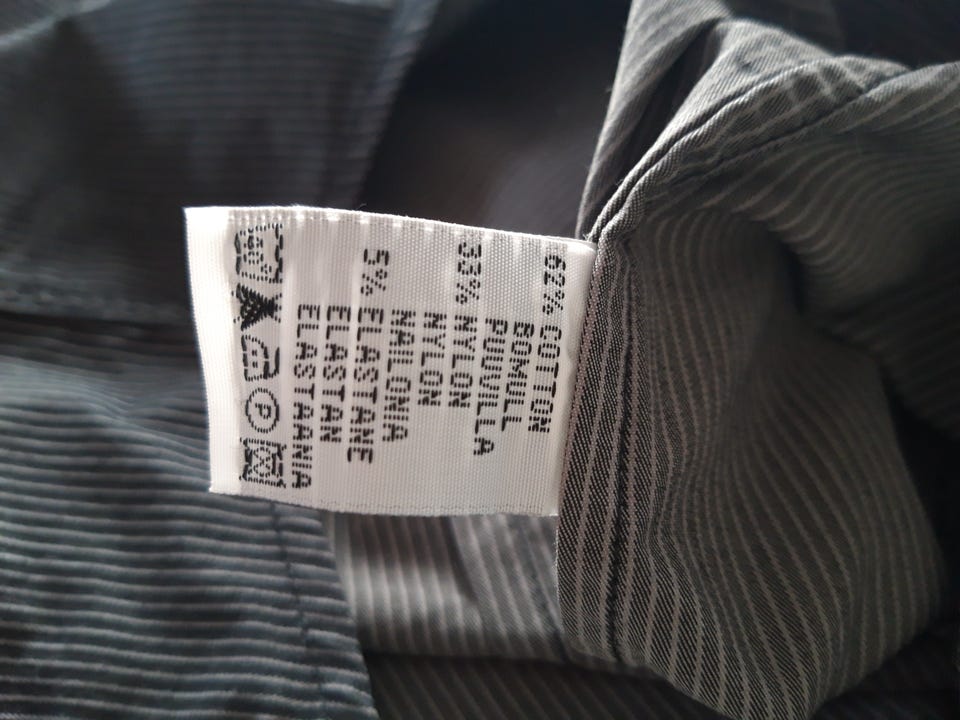 62% COTTON
BOMULL
PUUVILLA
33% NYLON
NYLON
NAILONIA
5% ELASTANE
ELASTAN
ELASTAANIA
P